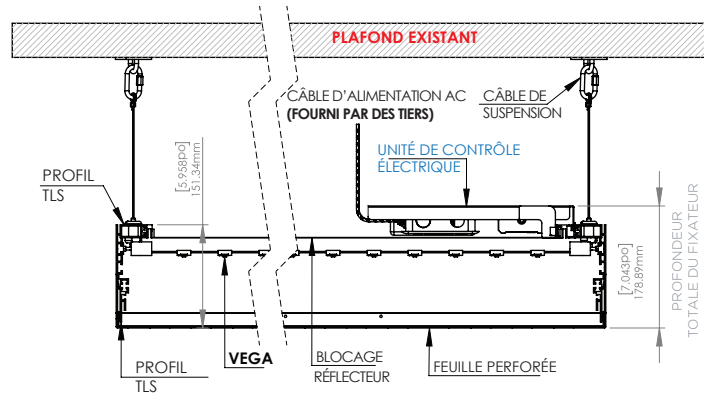 PLAFOND EXISTANT
CÂBLE D'ALIMENTATION AC
(FOURNI PAR DES TIERS)
CÂBLE DE
SUSPENSION
UNITÉ DE CONTRÔLE
ÉLECTRIQUE
PROFIL
TLS
[5.958po]
151.34mm
[7.043po]
178.89mm
PROFONDEUR
TOTALE DU FIXATEUR
PROFIL
TLS
VEGA
BLOCAGE
RÉFLECTEUR
FEUILLE PERFORÉE